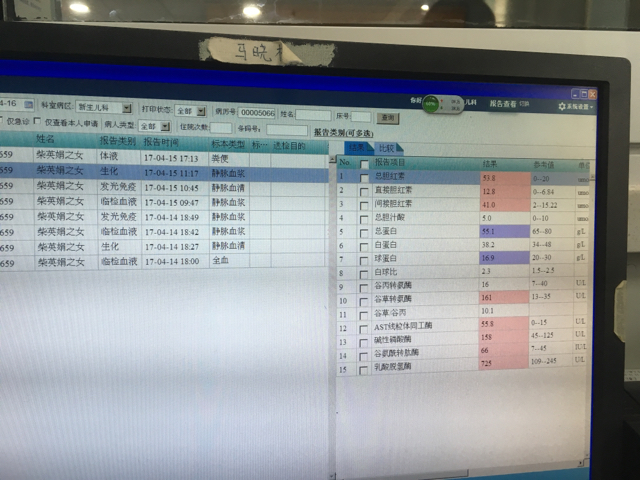 马晓
4-16 科室病区: 新生儿科 打印状态: 全部 病历号: 00005066 姓名: 床号: 查询
儿科 报告查看 切换 系统设置
仅急诊 仅查看本人申请 病人类型: 全部 住院次数: 条码号: 报告类别(可多选)
姓名 报告类别 报告时间 标本类型 标一 送检目的
659 柴英娟之女 体液 17-04-15 17:13 粪便
659 柴英娟之女 生化 17-04-15 11:17 静脉血浆
659 柴英娟之女 发光免疫 17-04-15 10:45 静脉血清
659 柴英娟之女 临检血液 17-04-15 09:47 静脉血浆
659 柴英娟之女 发光免疫 17-04-14 18:49 静脉血浆
659 柴英娟之女 临检血液 17-04-14 18:42 静脉血浆
659 柴英娟之女 生化 17-04-14 18:27 静脉血清
659 柴英娟之女 临检血液 17-04-14 18:00 全血
结果 比较
No 报告项目 结果 参考值 单位
1 总胆红素 53.8 0--20
2 直接胆红素 12.8 0--6.84
3 间接胆红素 41.0 2--15.22
4 总胆汁酸 5.0 0--10
5 总蛋白 55.1 65--80 g/L
6 白蛋白 38.2 34--48 g/L
7 球蛋白 16.9 20--30 g/L
8 白球比 2.3 1.5--2.5
9 谷丙转氨酶 16 7--40 U/L
10 谷草转氨酶 161 13--35 U/L
11 谷草/谷丙 10.1
12 AST线粒体同工酶 55.8 0--15 U/L
13 碱性磷酸酶 158 45--125 U/L
14 谷氨酰转肽酶 66 7--45 IU/L
15 乳酸脱氢酶 725 109--245 U/L